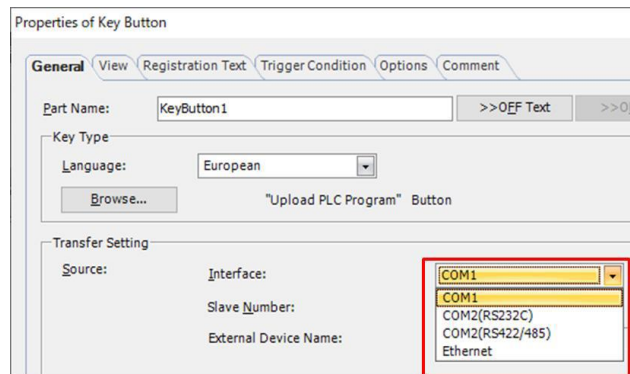 Properties of Key Button
General View Registration Text Trigger Condition Options Comment
Part Name: KeyButton1 >>OFF Text >>O
Key Type
Language: European
Browse... "Upload PLC Program" Button
Transfer Setting
Source: Interface: COM1
COM1
Slave Number:
COM2(RS232C)
COM2(RS422/485)
External Device Name:
Ethernet